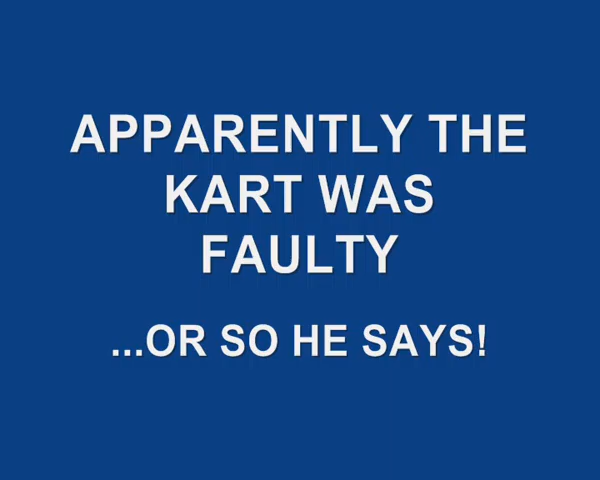 APPARENTLY THE
KART WAS
FAULTY
...OR SO HE SAYS!